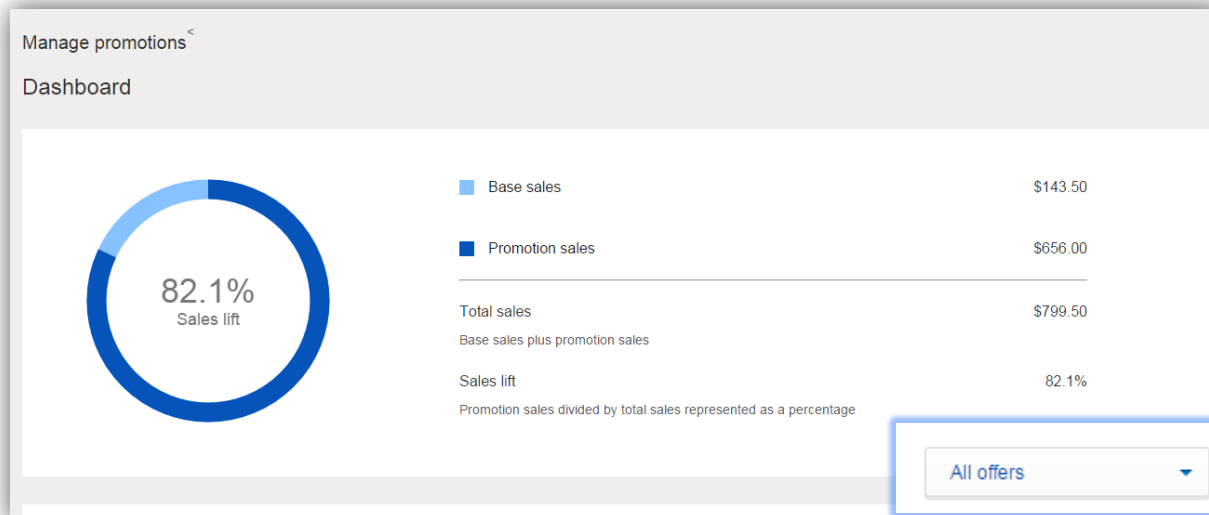 Manage promotions<
Dashboard
82.1%
Sales lift
Base sales $143.50
Promotion sales $656.00
Total sales $799.50
Base sales plus promotion sales
Sales lift 82.1%
Promotion sales divided by total sales represented as a percentage
All offers